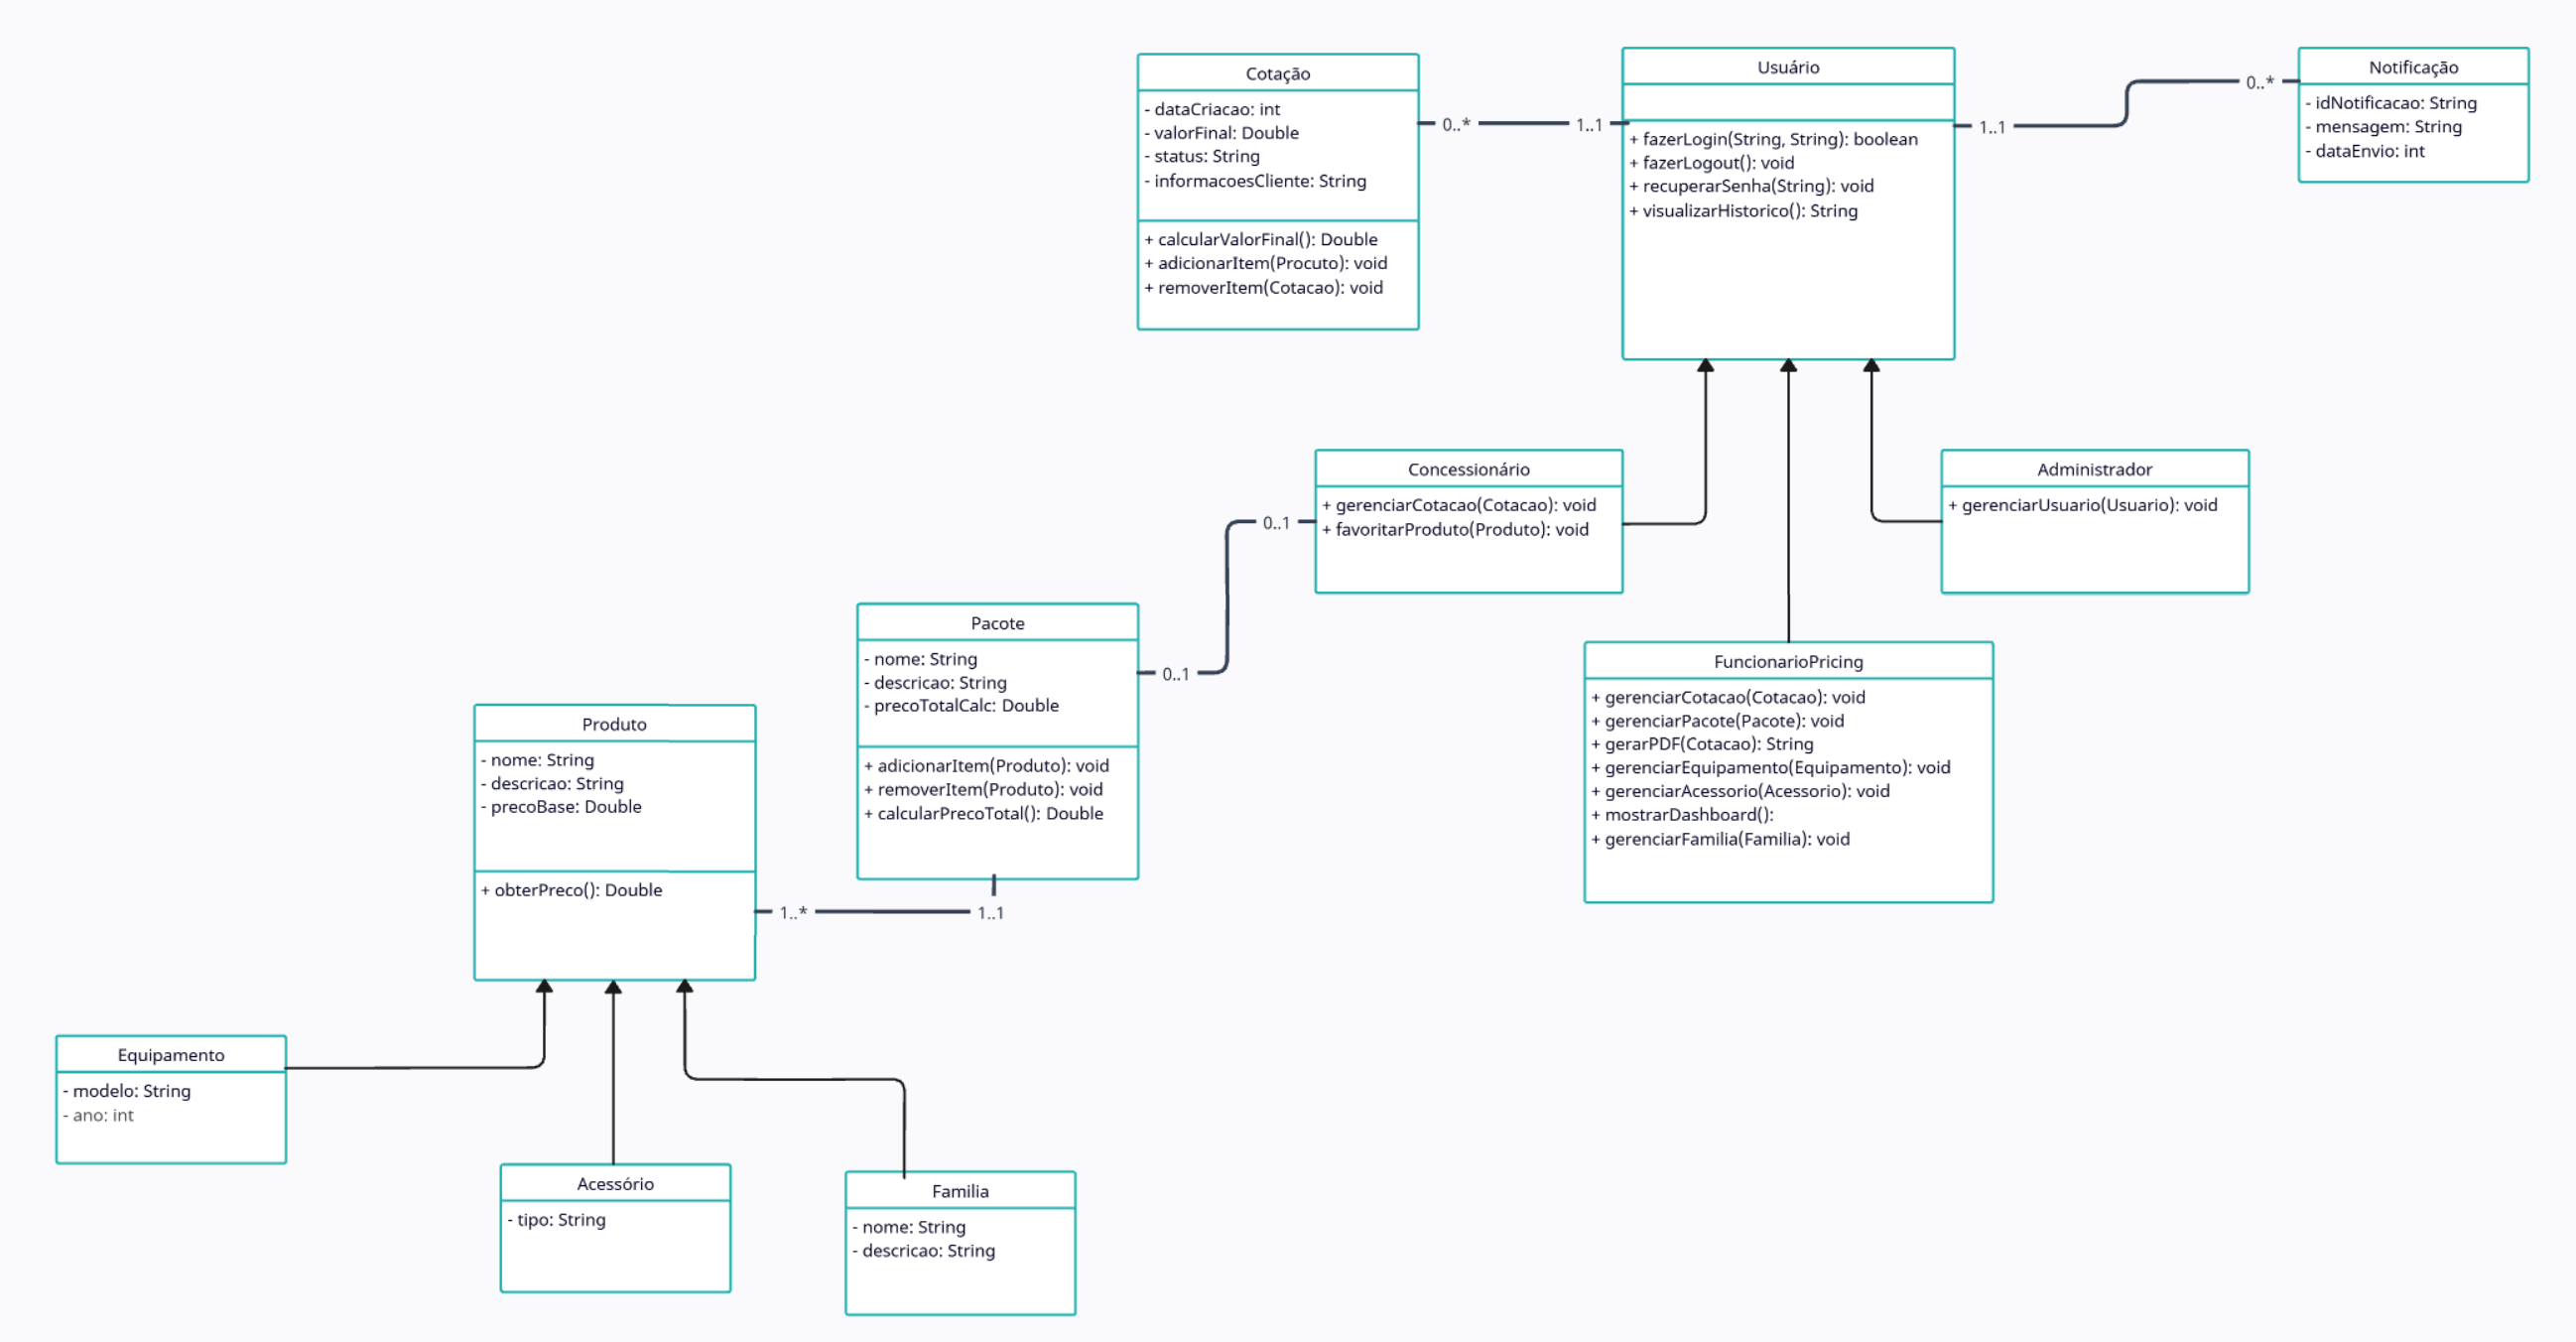 Cotação
- dataCriacao: int
- valorFinal: Double
- status: String
- informacoesCliente: String
+ calcularValorFinal(): Double
+ adicionarItem(Procuto): void
+ removerItem(Cotacao): void
0..*
1..1
Usuário
+ fazerLogin(String, String): boolean
+ fazerLogout(): void
+ recuperarSenha(String): void
+ visualizarHistorico(): String
1..1
0..*
Notificação
- idNotificacao: String
- mensagem: String
- dataEnvio: int
Concessionário
+ gerenciarCotacao(Cotacao): void
+ favoritarProduto(Produto): void
Administrador
+ gerenciarUsuario(Usuario): void
0..1
0..1
Pacote
- nome: String
- descricao: String
- precoTotalCalc: Double
+ adicionarItem(Produto): void
+ removerItem(Produto): void
+ calcularPrecoTotal(): Double
FuncionarioPricing
+ gerenciarCotacao(Cotacao): void
+ gerenciarPacote(Pacote): void
+ gerarPDF(Cotacao): String
+ gerenciarEquipamento(Equipamento): void
+ gerenciarAcessorio(Acessorio): void
+ mostrarDashboard():
+ gerenciarFamilia(Familia): void
Produto
- nome: String
- descricao: String
- precoBase: Double
+ obterPreco(): Double
1..*
1..1
Equipamento
- modelo: String
- ano: int
Acessório
- tipo: String
Familia
- nome: String
- descricao: String